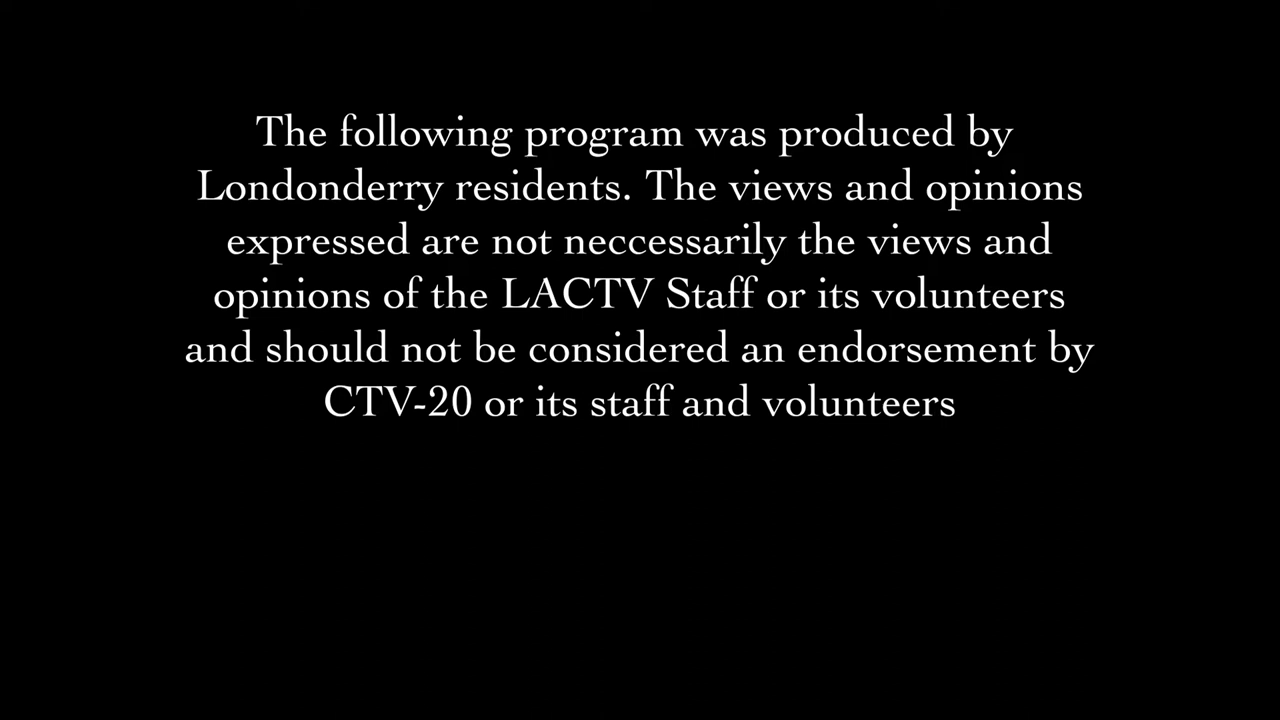 The following program was produced by
Londonderry residents. The views and opinions
expressed are not neccessarily the views and
opinions of the LACTV Staff or its volunteers
and should not be considered an endorsement by
CTV-20 or its staff and volunteers